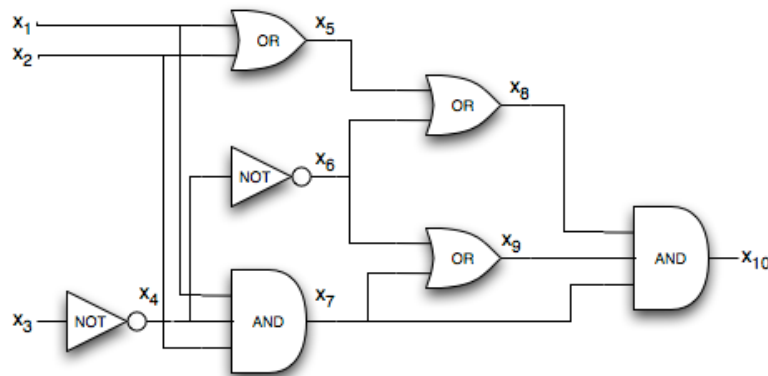 x1
x2
OR
x5
OR
x8
NOT
x6
OR
x9
AND
x10
x3
NOT
x4
AND
x7